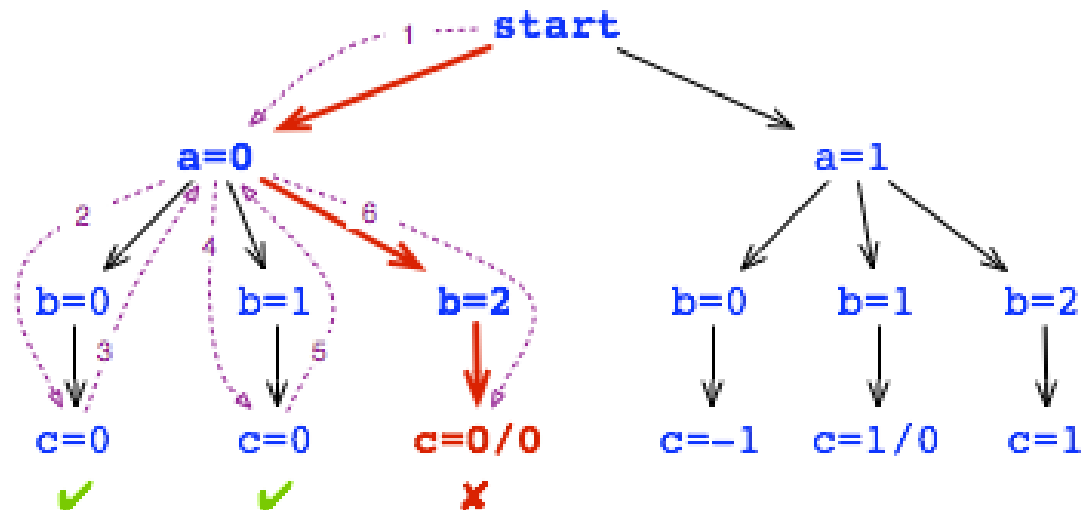 start
1
a=0
a=1
2
6
4
b=0
b=1
b=2
b=0
b=1
b=2
3
5
c=0
c=0
c=0/0
c=-1
c=1/0
c=1